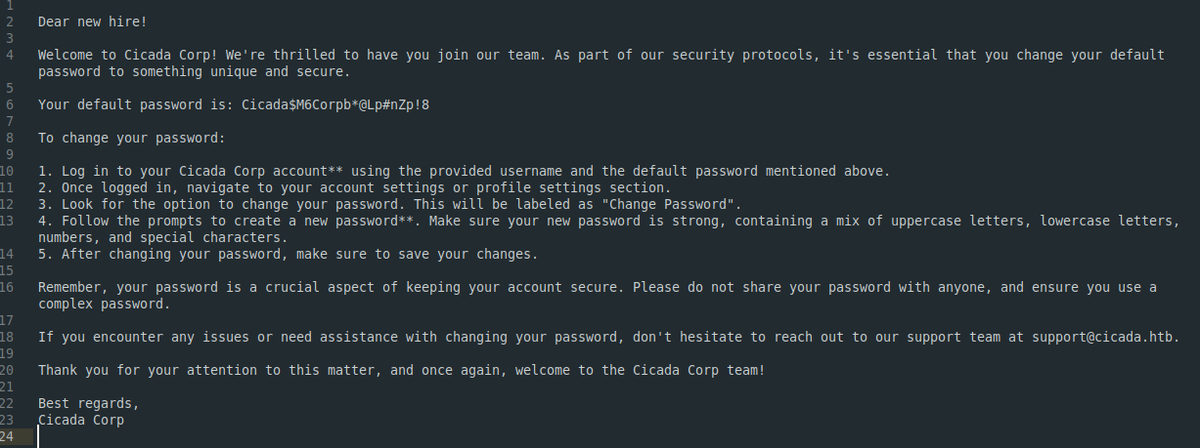 1
2 Dear new hire!
3
4 Welcome to Cicada Corp! We're thrilled to have you join our team. As part of our security protocols, it's essential that you change your default
password to something unique and secure.
5
6 Your default password is: Cicada$M6Corpb*@Lp#nZp!8
7
8 To change your password:
9
10 1. Log in to your Cicada Corp account** using the provided username and the default password mentioned above.
11 2. Once logged in, navigate to your account settings or profile settings section.
12 3. Look for the option to change your password. This will be labeled as "Change Password".
13 4. Follow the prompts to create a new password**. Make sure your new password is strong, containing a mix of uppercase letters, lowercase letters,
numbers, and special characters.
14 5. After changing your password, make sure to save your changes.
15
16 Remember, your password is a crucial aspect of keeping your account secure. Please do not share your password with anyone, and ensure you use a
complex password.
17
18 If you encounter any issues or need assistance with changing your password, don't hesitate to reach out to our support team at support@cicada.htb.
19
20 Thank you for your attention to this matter, and once again, welcome to the Cicada Corp team!
21
22 Best regards,
23 Cicada Corp
24